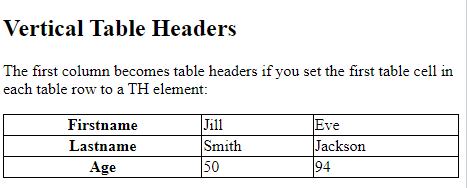 Vertical Table Headers
The first column becomes table headers if you set the first table cell in
each table row to a TH element:
Firstname Jill Eve
Lastname Smith Jackson
Age 50 94